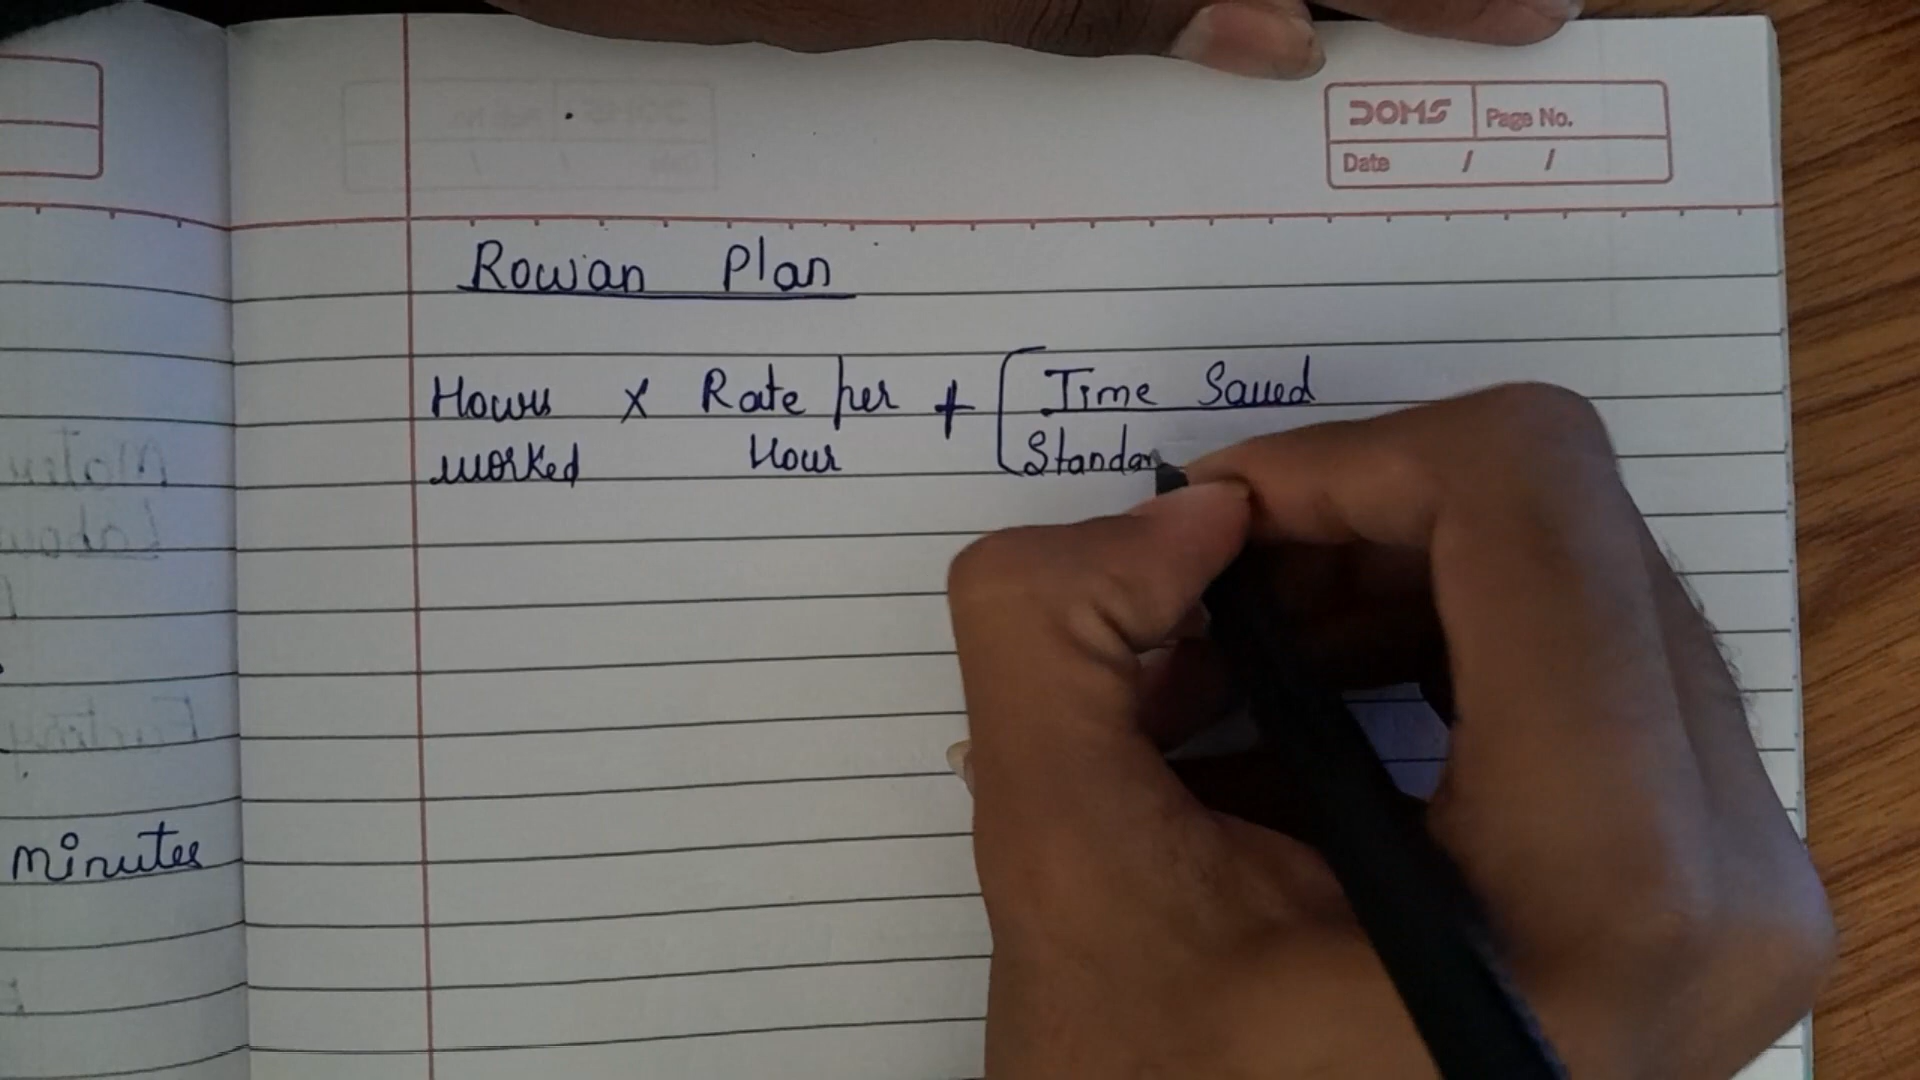 DOMS Page No.
Date / /
Rowan Plan
Hours x Rate per + [ Time Saved
worked Hour Standar
minutes